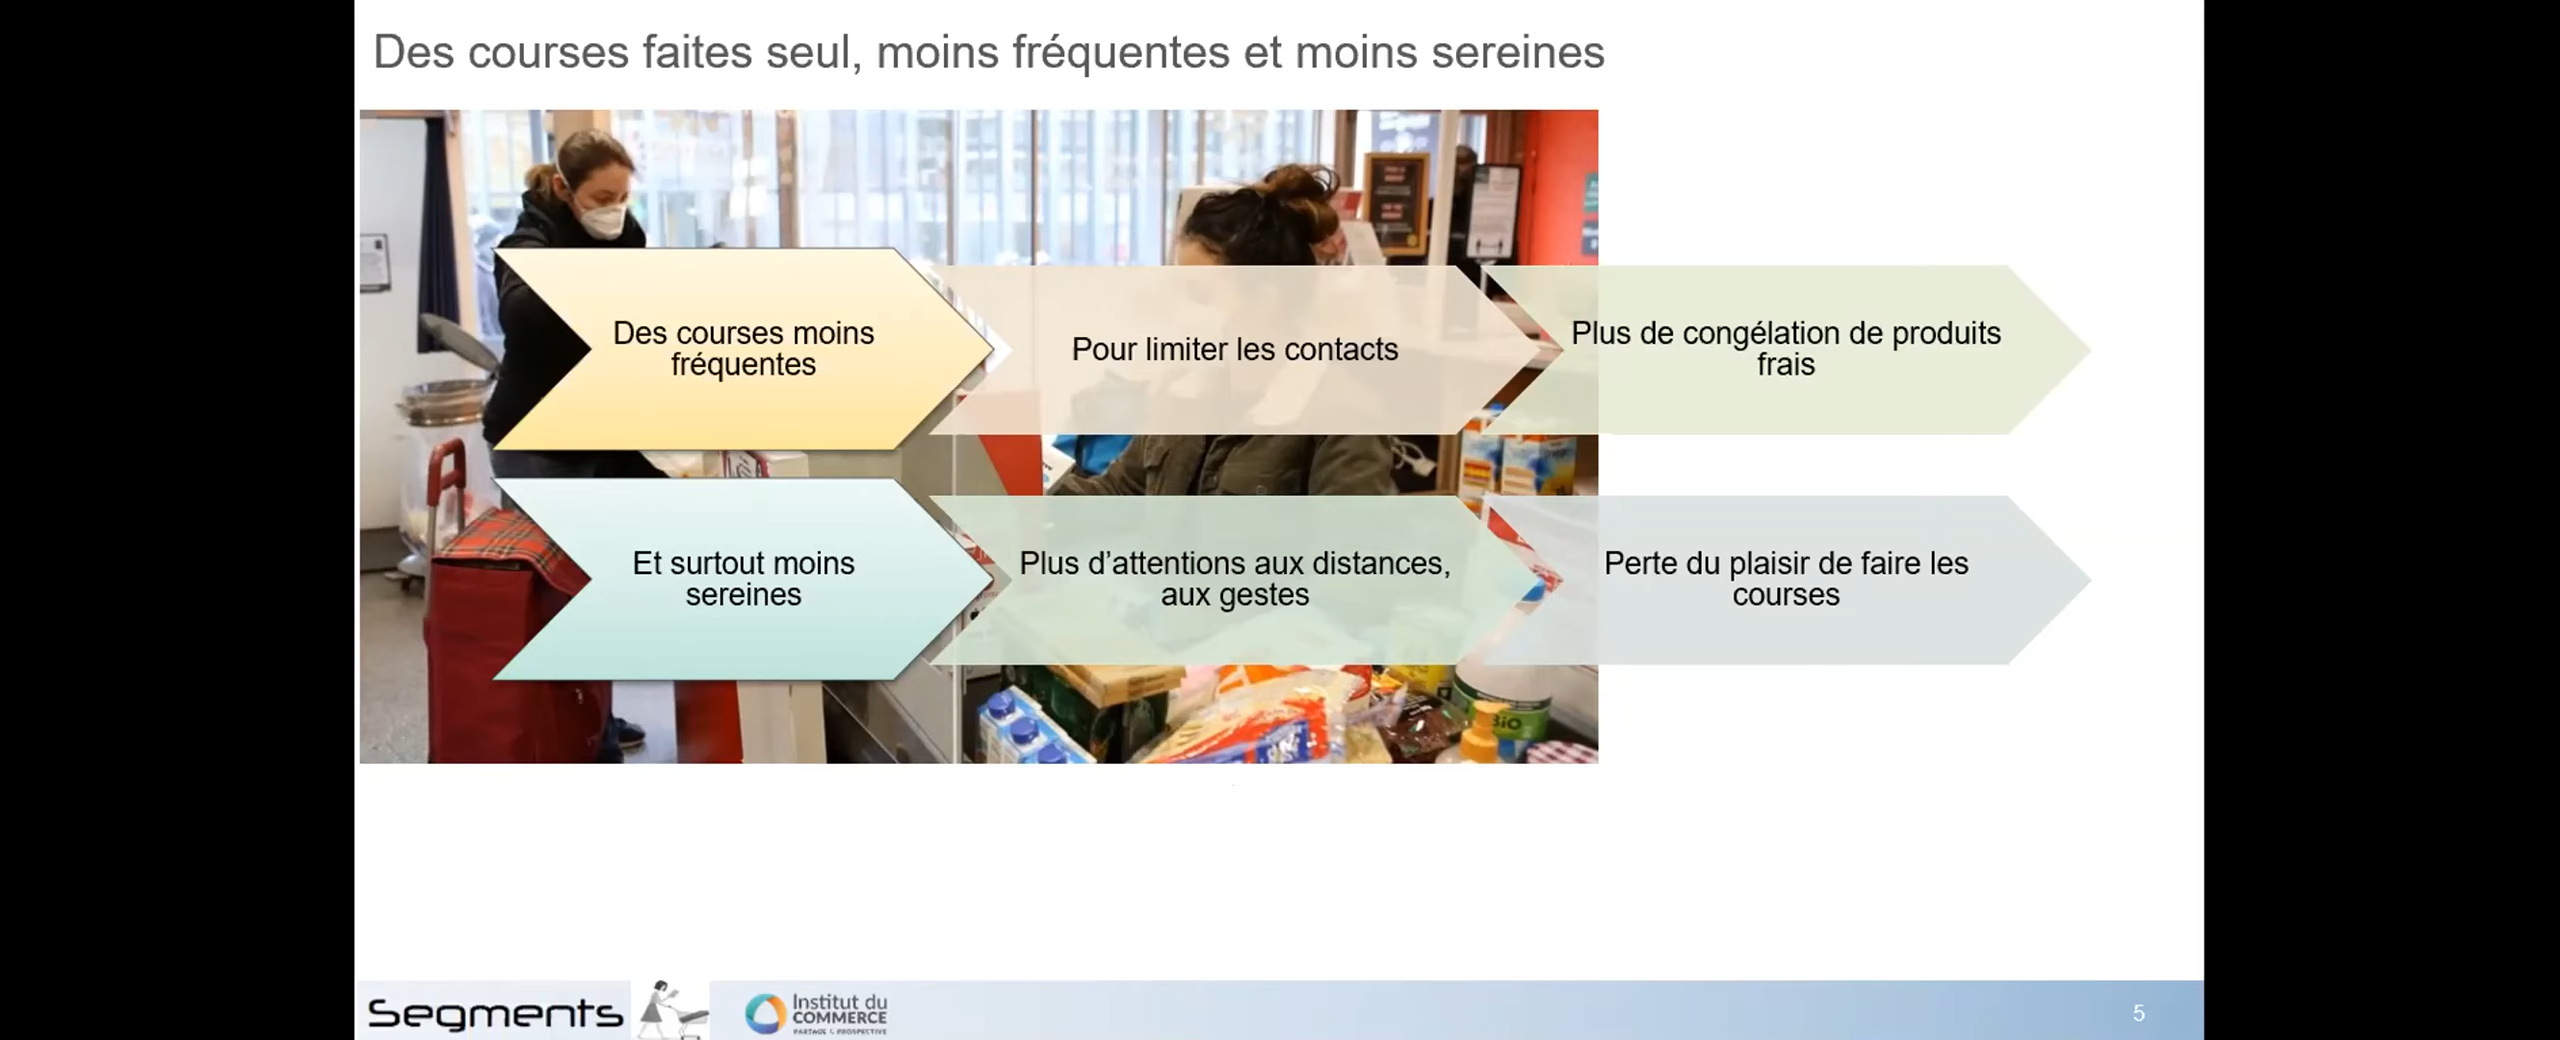 Des courses faites seul, moins fréquentes et moins sereines
Des courses moins
fréquentes
Pour limiter les contacts
Plus de congélation de produits
frais
Et surtout moins
sereines
Plus d’attentions aux distances,
aux gestes
Perte du plaisir de faire les
courses
BiO
Segments
Institut du
COMMERCE
PARTAGE & PROSPECTIVE
5